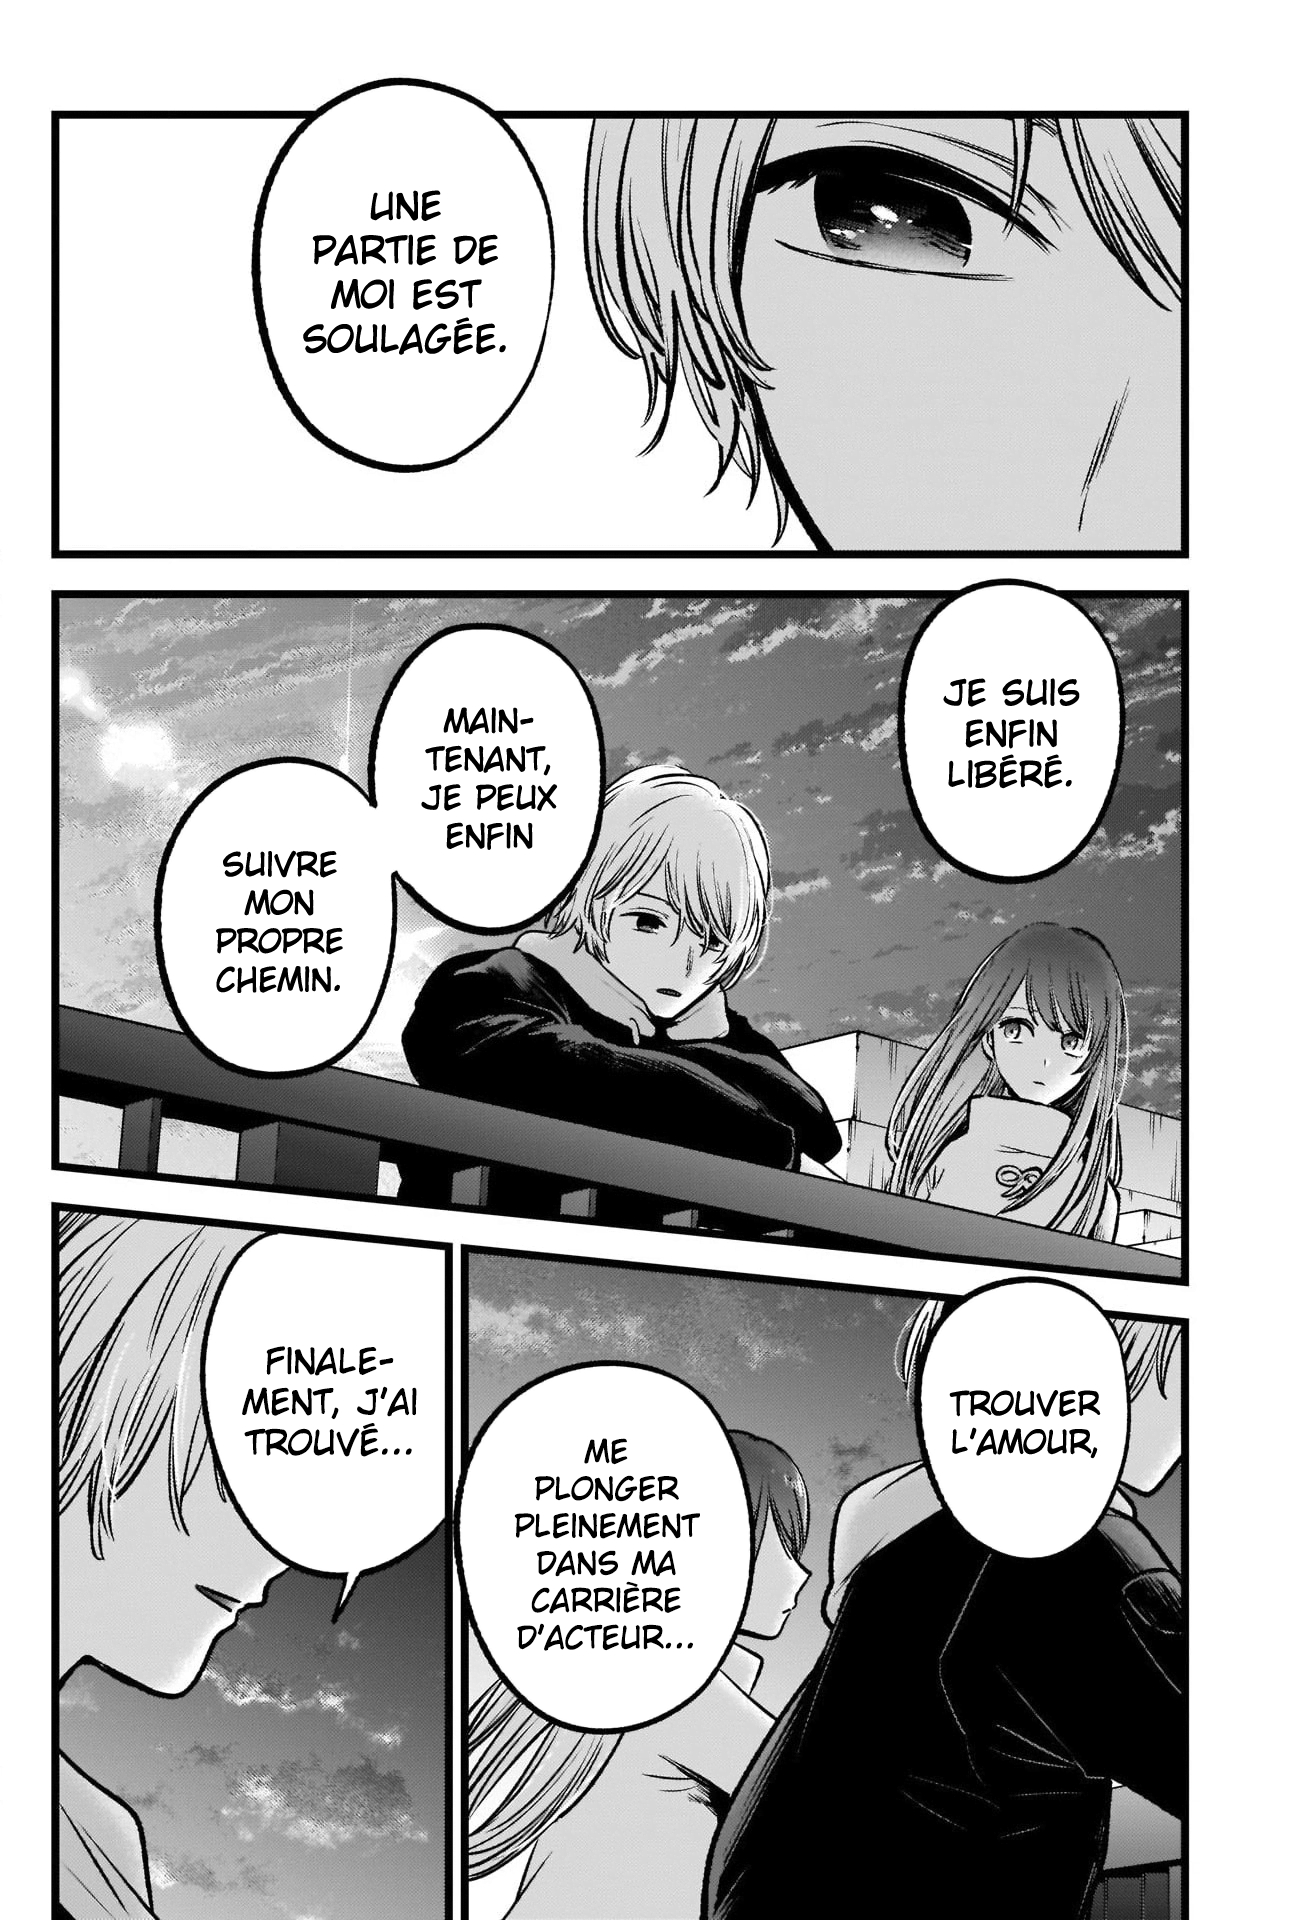 UNE
PARTIE DE
MOI EST
SOULAGÉE.
JE SUIS
ENFIN
LIBÉRÉ.
MAIN-
TENANT,
JE PEUX
ENFIN
SUIVRE
MON
PROPRE
CHEMIN.
TROUVER
L'AMOUR,
ME
PLONGER
PLEINEMENT
DANS MA
CARRIÈRE
D'ACTEUR...
FINALE-
MENT, J'AI
TROUVÉ...